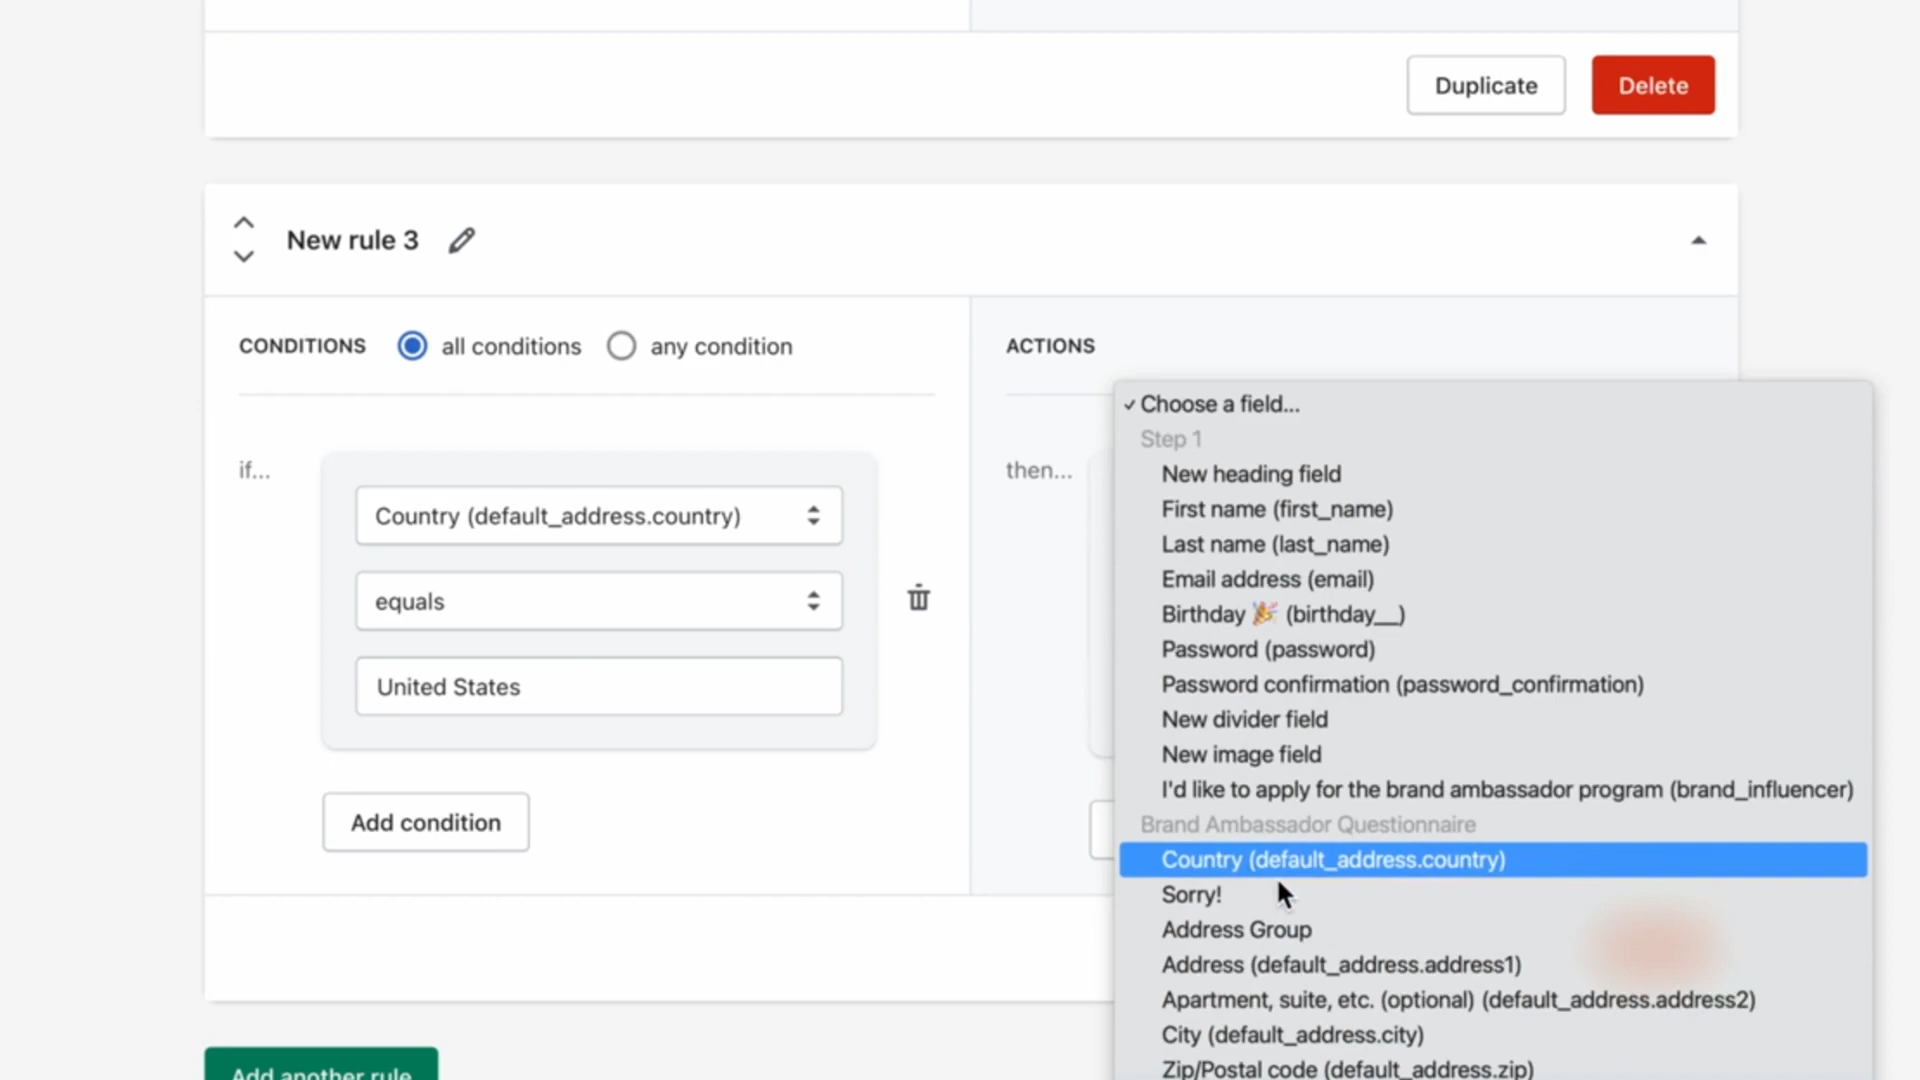 Duplicate
Delete
New rule 3
CONDITIONS
all conditions
any condition
ACTIONS
if...
Country (default_address.country)
equals
United States
Add condition
then...
✓ Choose a field...
Step 1
New heading field
First name (first_name)
Last name (last_name)
Email address (email)
Birthday 🎉 (birthday__)
Password (password)
Password confirmation (password_confirmation)
New divider field
New image field
I'd like to apply for the brand ambassador program (brand_influencer)
Brand Ambassador Questionnaire
Country (default_address.country)
Sorry!
Address Group
Address (default_address.address1)
Apartment, suite, etc. (optional) (default_address.address2)
City (default_address.city)
Zip/Postal code (default_address.zip)
Add another rule